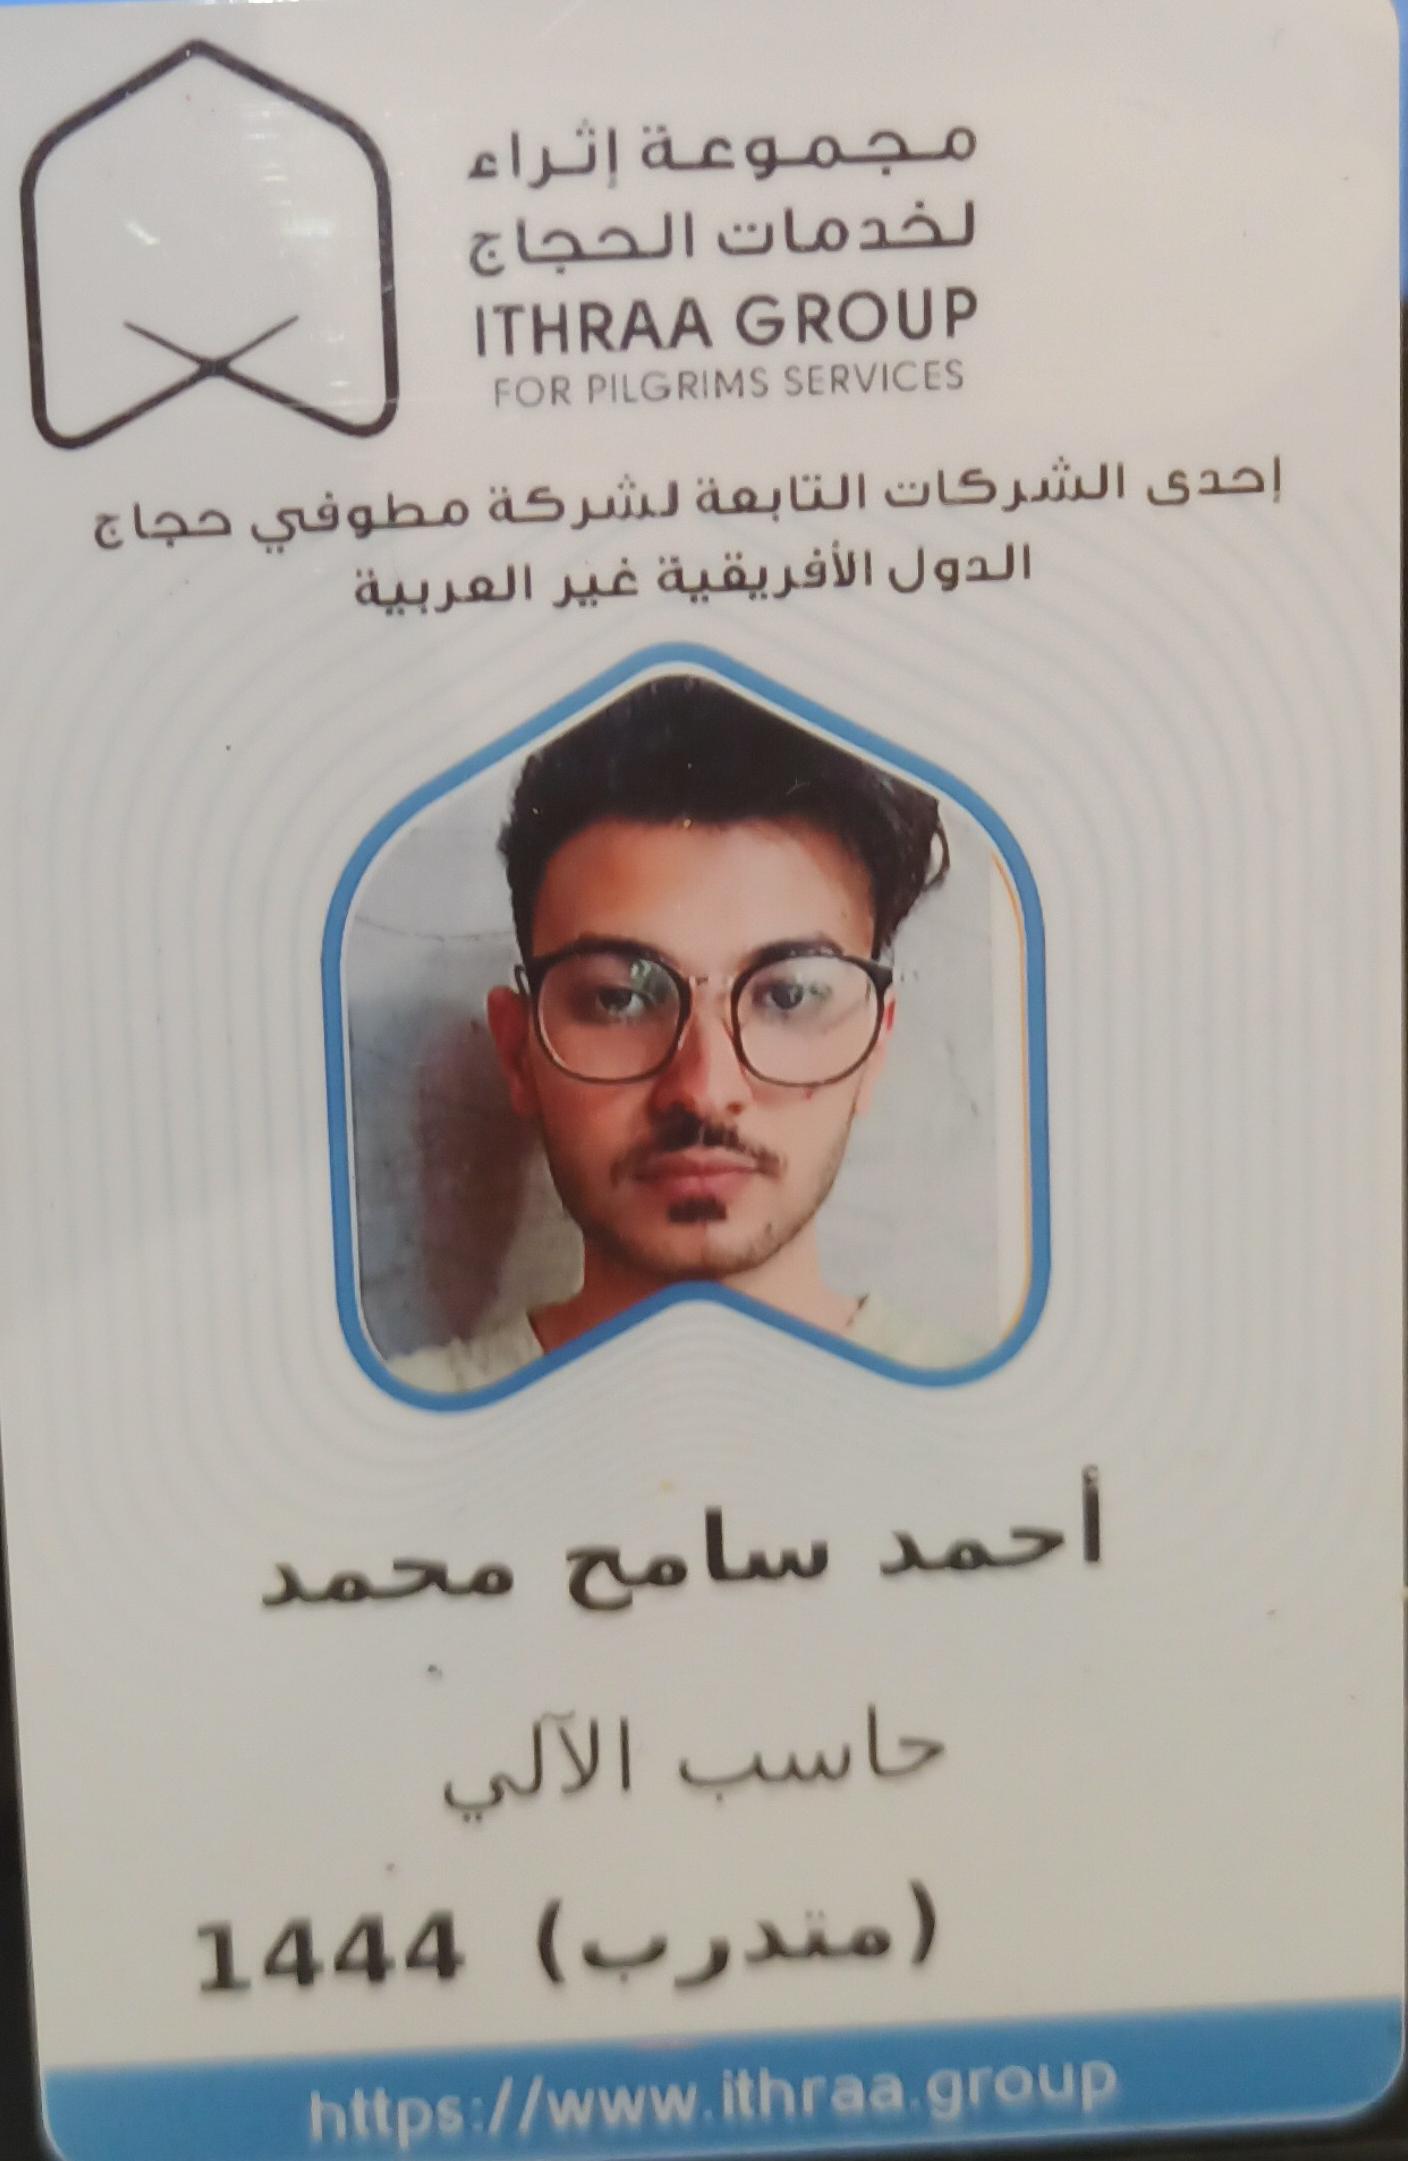 مجموعة إثراء
لخدمات الحجاج
ITHRAA GROUP
FOR PILGRIMS SERVICES
إحدى الشركات التابعة لشركة مطوفي حجاج
الدول الأفريقية غير العربية
أحمد سامح محمد
حاسب الآلي
(متدرب) 1444
https://www.ithraa.group